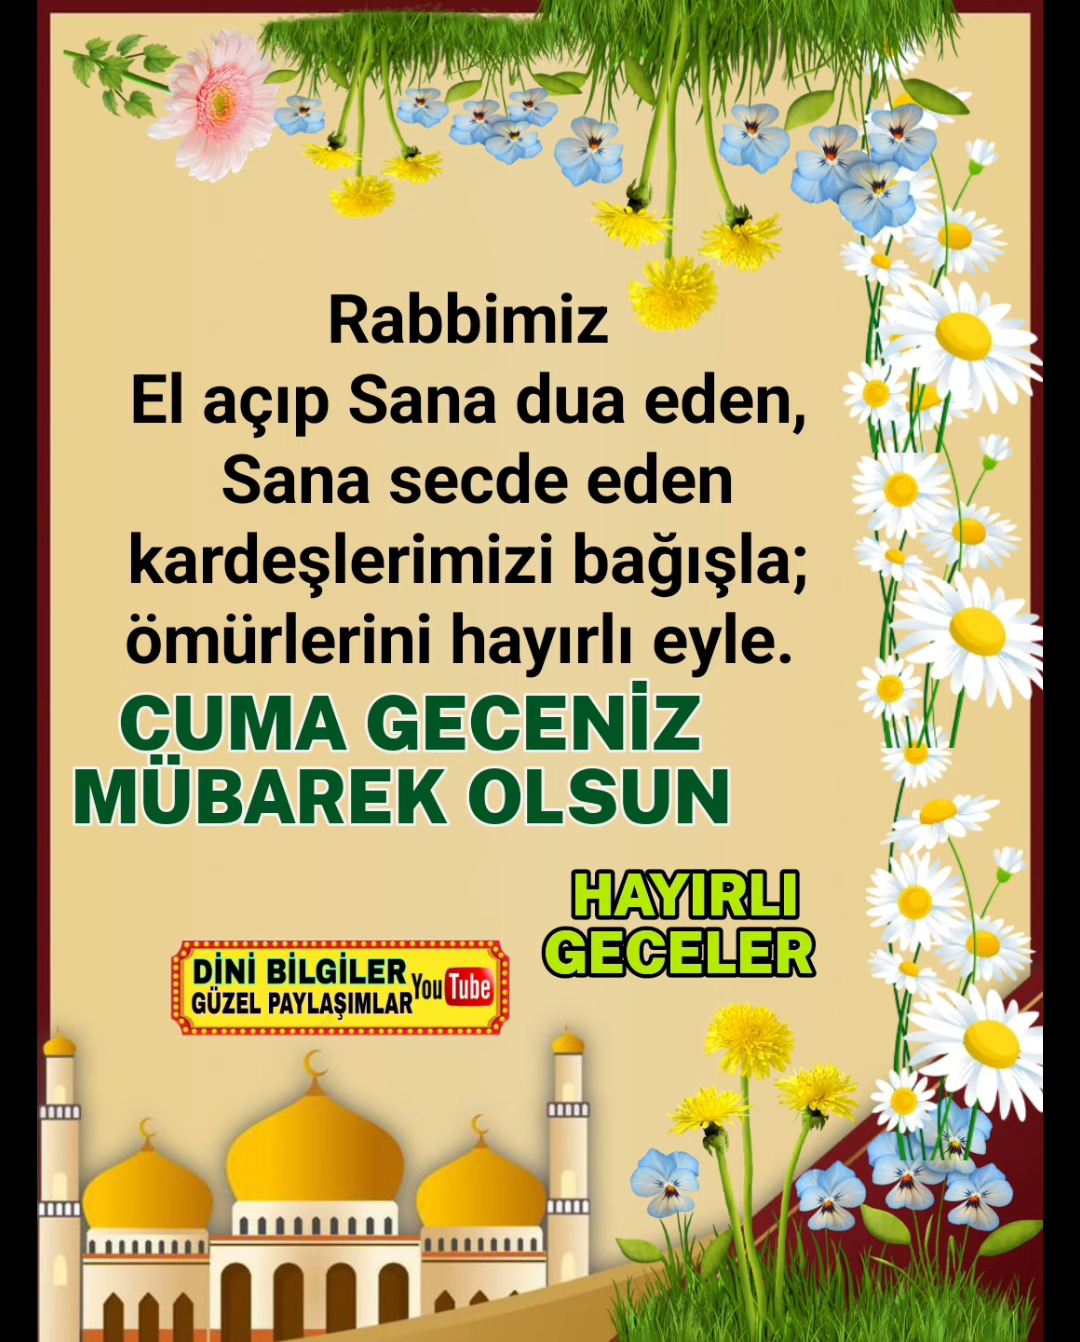 Rabbimiz
El açıp Sana dua eden,
Sana secde eden
kardeşlerimizi bağışla;
ömürlerini hayırlı eyle.
CUMA GECENİZ
MÜBAREK OLSUN
HAYIRLI
GECELER
DİNİ BİLGİLER
GÜZEL PAYLAŞIMLAR
YouTube